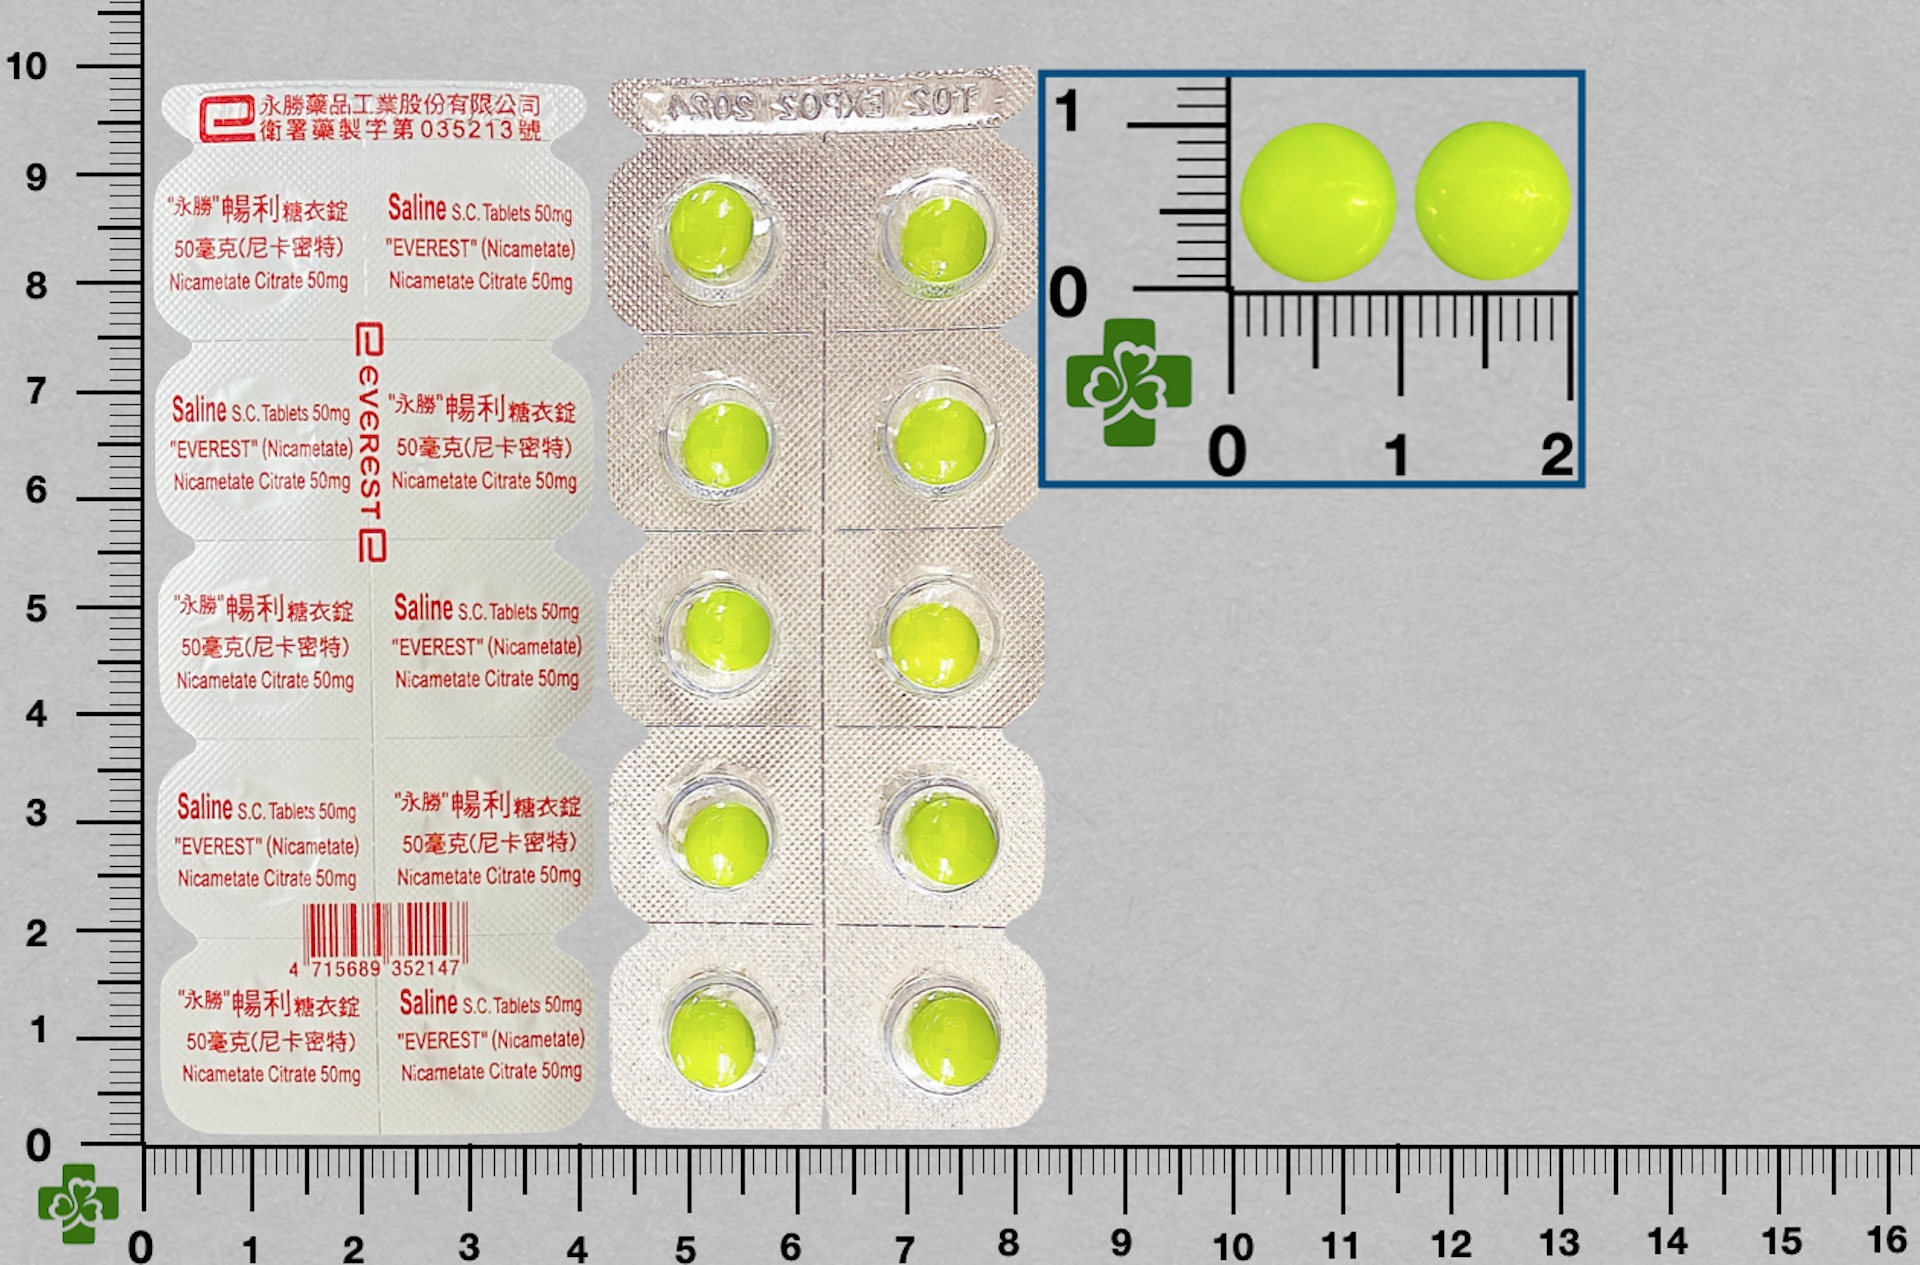 永勝藥品工業股份有限公司
衛署藥製字第035213號
"永勝"暢利糖衣錠
50毫克(尼卡密特)
Nicametate Citrate 50mg
Saline S.C. Tablets 50mg
"EVEREST" (Nicametate)
Nicametate Citrate 50mg
Saline S.C. Tablets 50mg
"EVEREST" (Nicametate)
Nicametate Citrate 50mg
EVEREST
"永勝"暢利糖衣錠
50毫克(尼卡密特)
Nicametate Citrate 50mg
"永勝"暢利糖衣錠
50毫克(尼卡密特)
Nicametate Citrate 50mg
Saline S.C. Tablets 50mg
"EVEREST" (Nicametate)
Nicametate Citrate 50mg
Saline S.C. Tablets 50mg
"EVEREST" (Nicametate)
Nicametate Citrate 50mg
"永勝"暢利糖衣錠
50毫克(尼卡密特)
Nicametate Citrate 50mg
4 715689 352147
"永勝"暢利糖衣錠
50毫克(尼卡密特)
Nicametate Citrate 50mg
Saline S.C. Tablets 50mg
"EVEREST" (Nicametate)
Nicametate Citrate 50mg
1
0
0 1 2
10
9
8
7
6
5
4
3
2
1
0
0 1 2 3 4 5 6 7 8 9 10 11 12 13 14 15 16